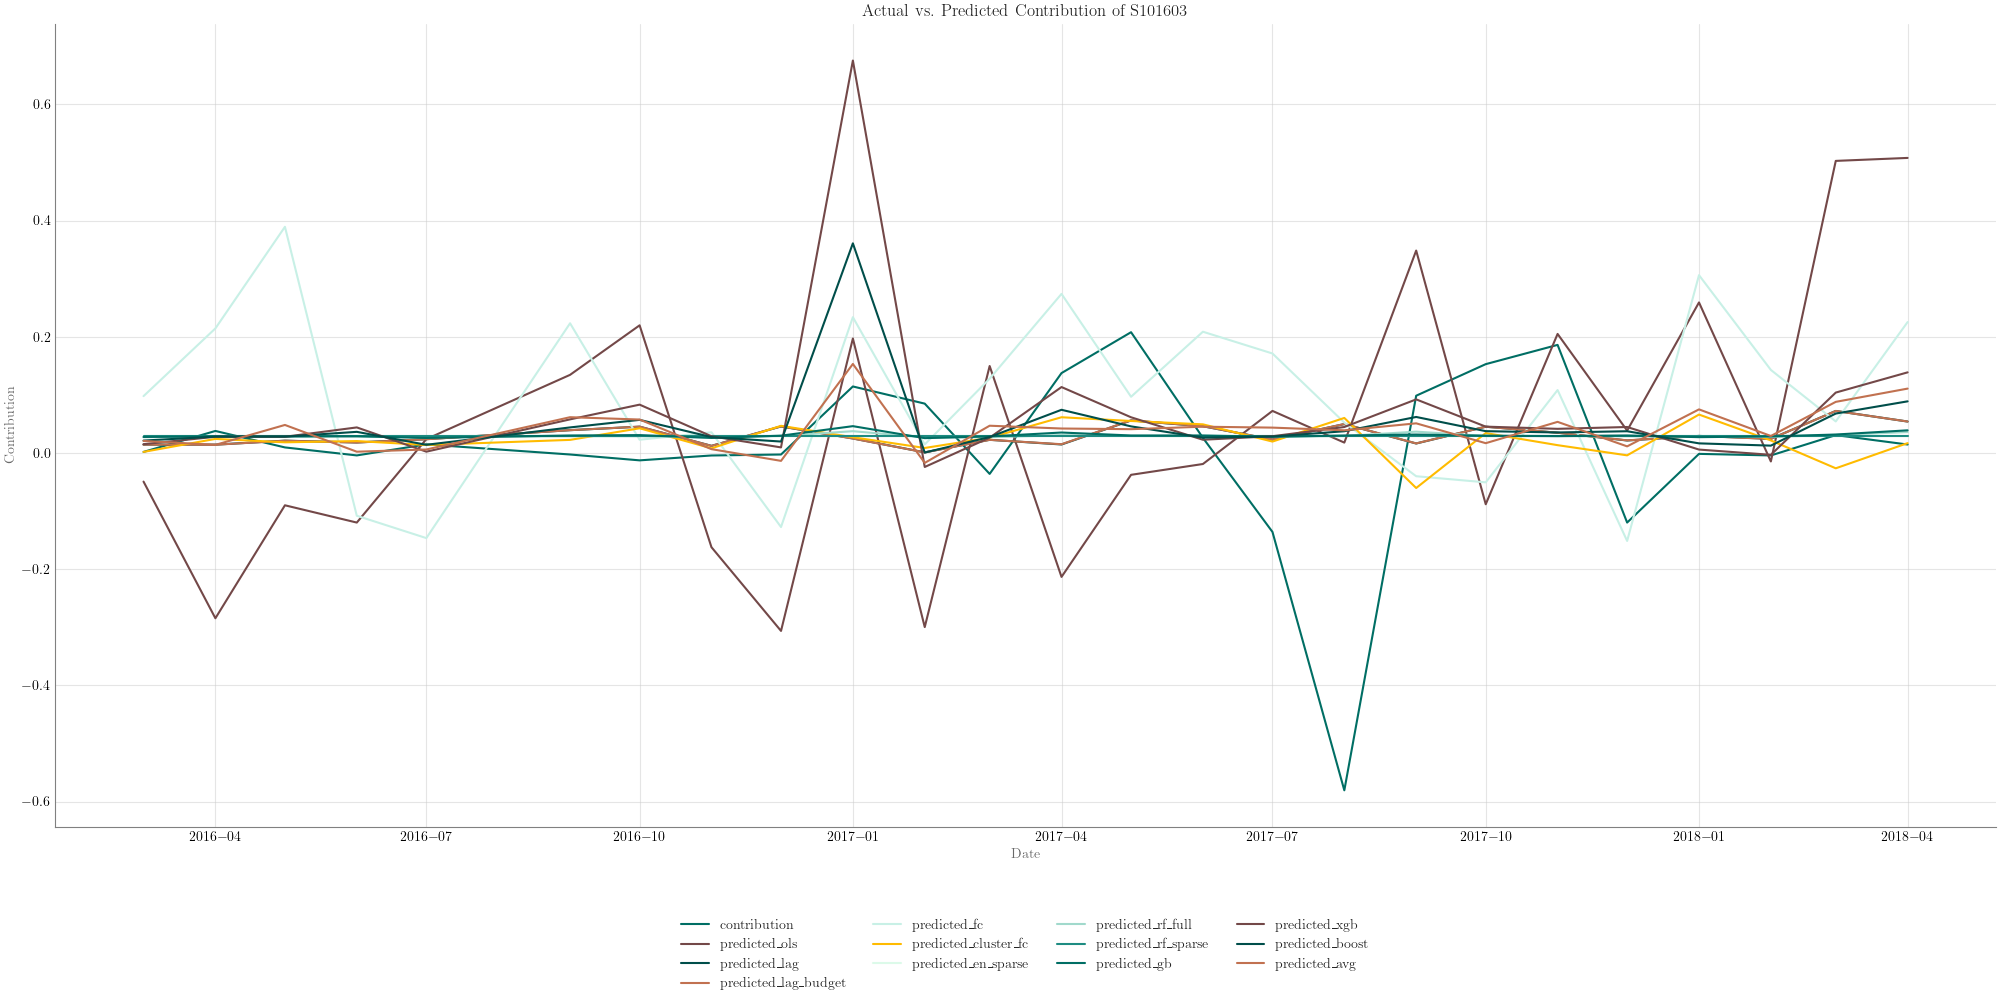 Actual vs. Predicted Contribution of S101603
Contribution
0.6
0.4
0.2
0.0
−0.2
−0.4
−0.6
2016−04 2016−07 2016−10 2017−01 2017−04 2017−07 2017−10 2018−01 2018−04
Date
contribution predicted_fc predicted_rf_full predicted_xgb
predicted_ols predicted_cluster_fc predicted_rf_sparse predicted_boost
predicted_lag predicted_en_sparse predicted_gb predicted_avg
predicted_lag_budget